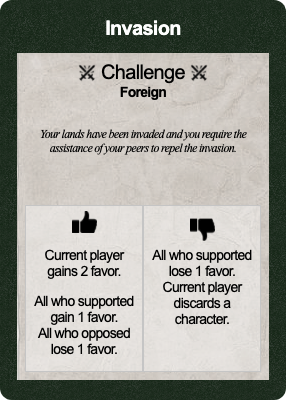 Invasion
Challenge
Foreign
Your lands have been invaded and you require the
assistance of your peers to repel the invasion.
Current player
gains 2 favor.
All who supported
gain 1 favor.
All who opposed
lose 1 favor.
All who supported
lose 1 favor.
Current player
discards a
character.